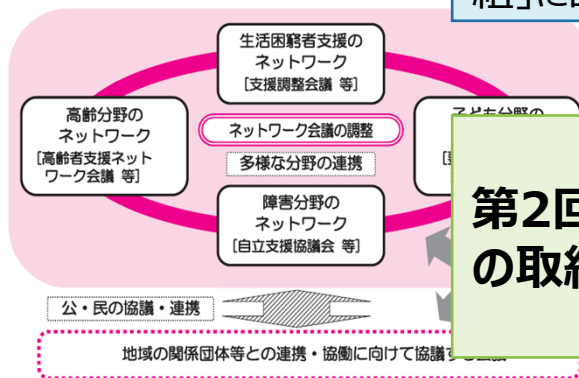 生活困窮者支援の
ネットワーク
[支援調整会議 等]
高齢分野の
ネットワーク
[高齢者支援ネット
ワーク会議 等]
ネットワーク会議の調整
多様な分野の連携
子ども分野の
障害分野の
ネットワーク
[自立支援協議会 等]
第2回
の取組
公・民の協議・連携
地域の関係団体等との連携・協働に向けて協議する会議